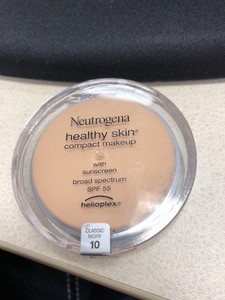 Neutrogena
healthy skin®
compact makeup
with
sunscreen
broad spectrum
SPF 55
helioplex®
CLASSIC
IVORY
10